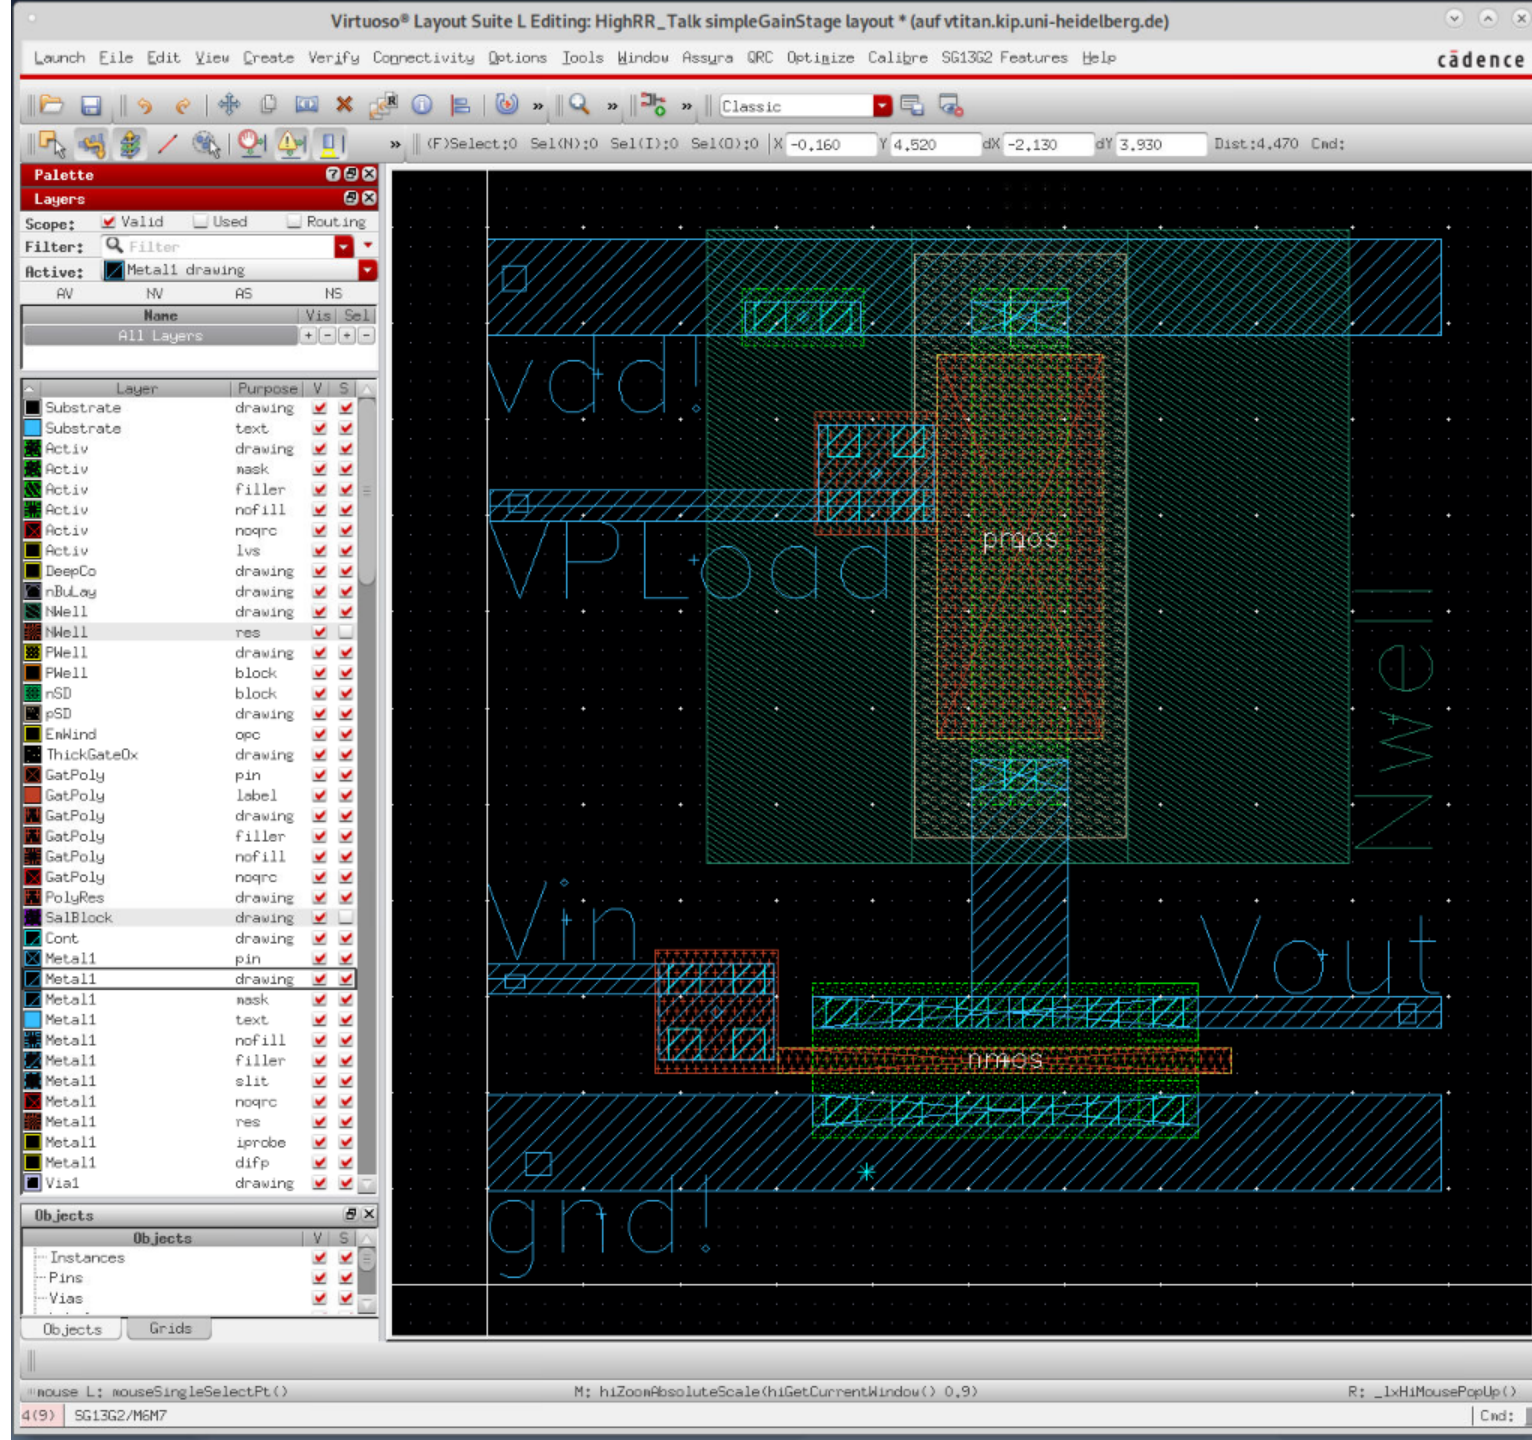 Virtuoso® Layout Suite L Editing: HighRR_Talk simpleGainStage layout * (auf vtitan.kip.uni-heidelberg.de)
Launch File Edit View Create Verify Connectivity Options Tools Window Assura QRC Optimize Calibre SG13G2 Features Help
cādence
» » » Classic
» (F)Select:0 Sel(N):0 Sel(I):0 Sel(O):0 X -0.160 Y 4.520 dX -2.130 dY 3.930 Dist:4.470 Cmd:
Palette
Layers
Scope: Valid Used Routing
Filter: Filter
Active: Metal1 drawing
AV NV AS NS
Name Vis Sel
All Layers + - + -
Layer Purpose V S
Substrate drawing
Substrate text
Activ drawing
Activ mask
Activ filler
Activ nofill
Activ noqrc
Activ lvs
DeepCo drawing
nBuLay drawing
NWell drawing
NWell res
PWell drawing
PWell block
nSD block
pSD drawing
EmWind opc
ThickGateOx drawing
GatPoly pin
GatPoly label
GatPoly drawing
GatPoly filler
GatPoly nofill
GatPoly noqrc
PolyRes drawing
SalBlock drawing
Cont drawing
Metal1 pin
Metal1 drawing
Metal1 mask
Metal1 text
Metal1 nofill
Metal1 filler
Metal1 slit
Metal1 noqrc
Metal1 res
Metal1 iprobe
Metal1 difp
Via1 drawing
Objects
Objects V S
Instances
Pins
Vias
Objects Grids
vdd!
VPLoad
pmos
NWell
Vin
Vout
nmos
gnd!
mouse L: mouseSingleSelectPt() M: hiZoomAbsoluteScale(hiGetCurrentWindow() 0.9) R: _lxHiMousePopUp()
4(9) SG13G2/M6M7 Cmd: